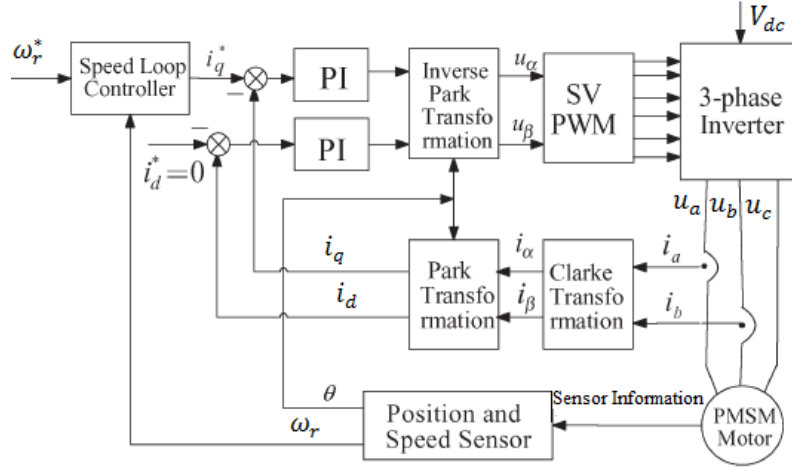 V_dc
ω_r^*
Speed Loop
Controller
i_q^*
−
PI
Inverse
Park
Transfo
rmation
u_α
u_β
SV
PWM
3-phase
Inverter
−
i_d^*=0
PI
u_a u_b u_c
i_q
i_d
Park
Transfo
rmation
i_α
i_β
Clarke
Transfo
rmation
i_a
i_b
θ
ω_r
Position and
Speed Sensor
Sensor Information
PMSM
Motor